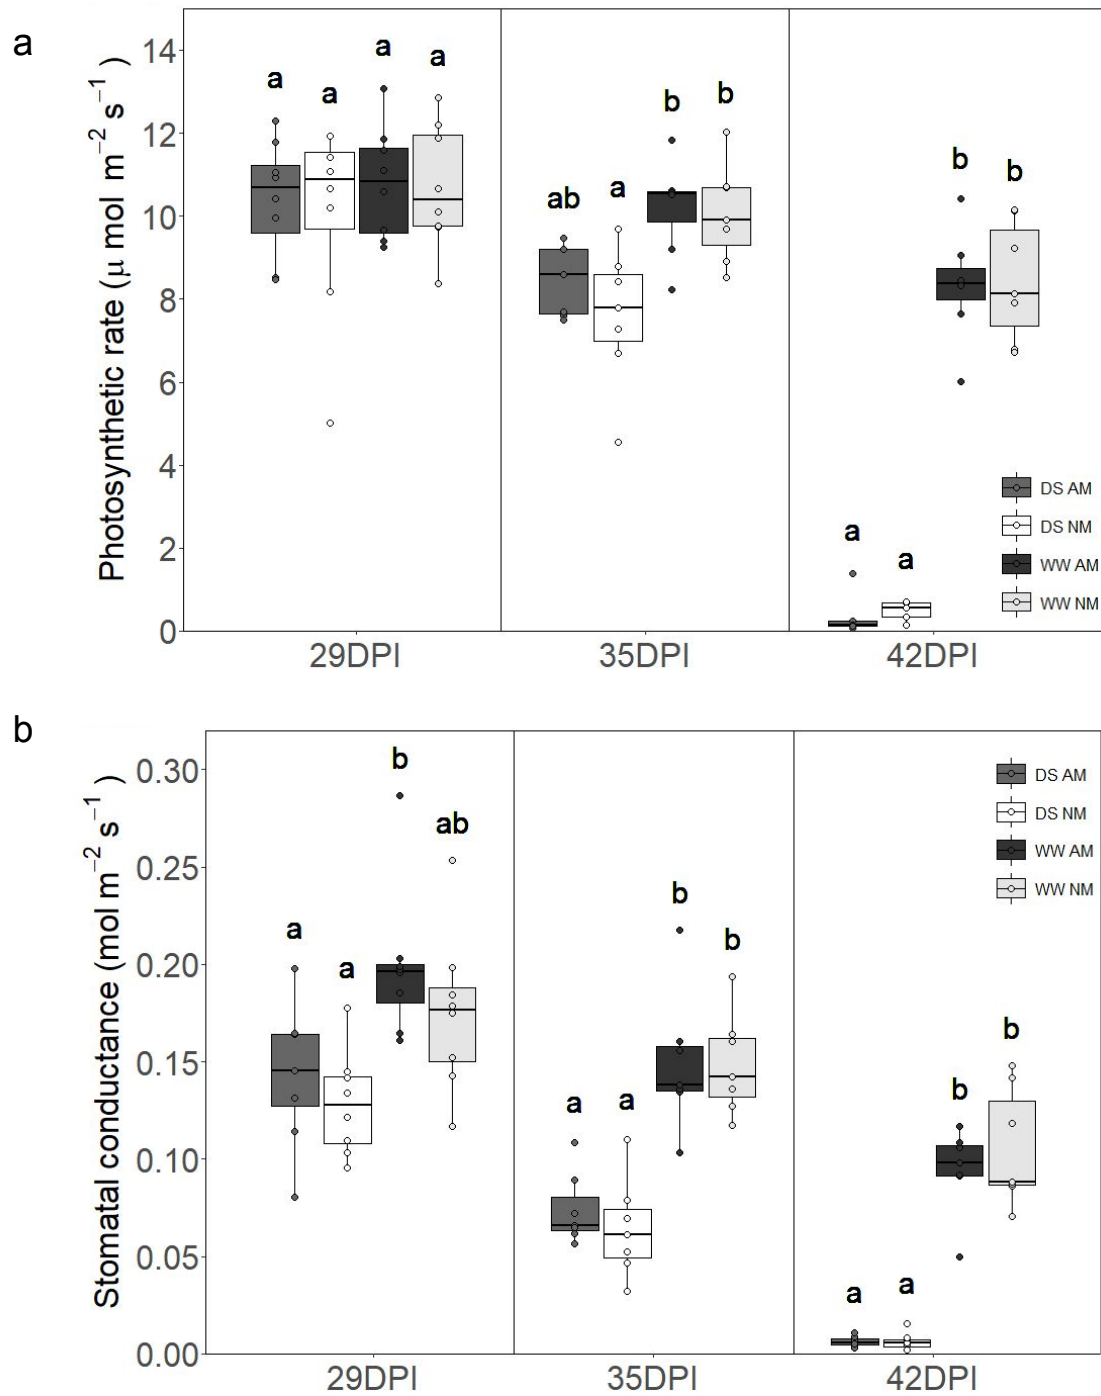 a
Photosynthetic rate (μ mol m⁻² s⁻¹)
14
12
10
8
6
4
2
0
a
a
a
a
ab
a
b
b
a
a
b
b
DS AM
DS NM
WW AM
WW NM
29DPI
35DPI
42DPI
b
Stomatal conductance (mol m⁻² s⁻¹)
0.30
0.25
0.20
0.15
0.10
0.05
0.00
a
a
b
ab
a
a
b
b
a
a
b
b
DS AM
DS NM
WW AM
WW NM
29DPI
35DPI
42DPI